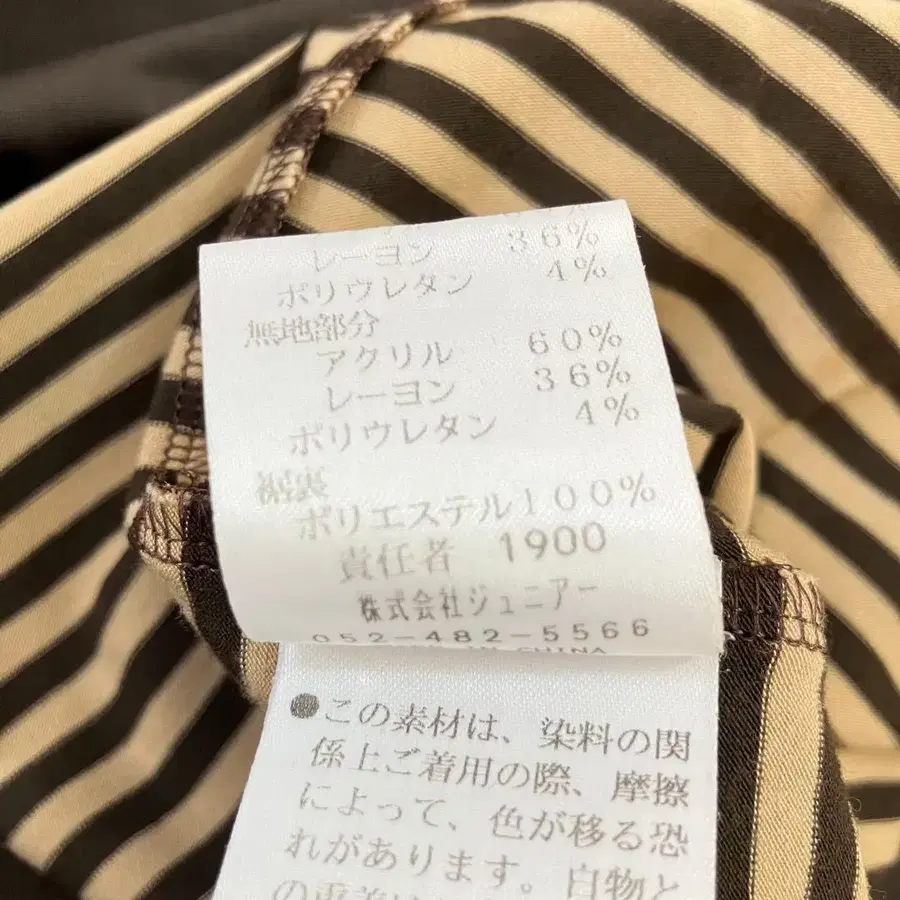 レーヨン 36%
ポリウレタン 4%
無地部分
アクリル 60%
レーヨン 36%
ポリウレタン 4%
裾裏
ポリエステル100%
責任者 1900
株式会社ジュニアー
052-482-5566
CHINA
●この素材は、染料の関
係上ご着用の際、摩擦
によって、色が移る恐
れがあります。白物と